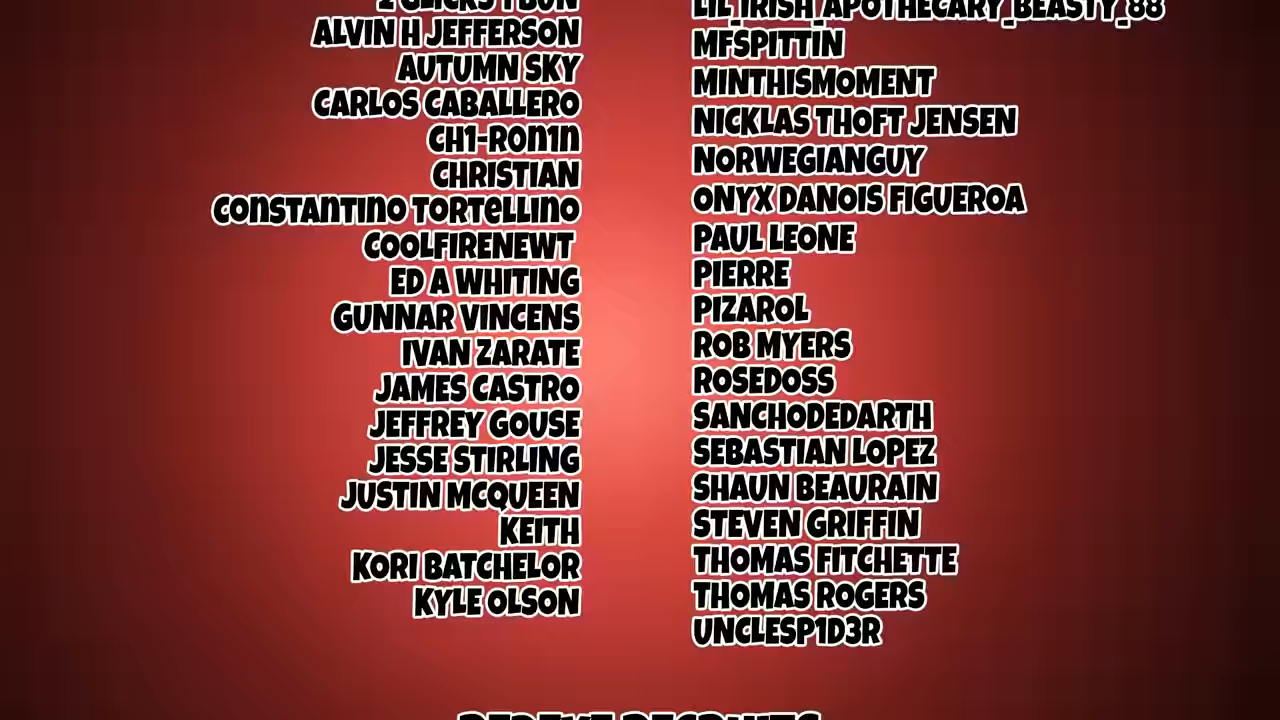 ALVIN H JEFFERSON
AUTUMN SKY
CARLOS CABALLERO
CH1-RON1N
CHRISTIAN
CONSTANTINO TORTELLINO
COOLFIRENEWT
ED A WHITING
GUNNAR VINCENS
IVAN ZARATE
JAMES CASTRO
JEFFREY GOUSE
JESSE STIRLING
JUSTIN MCQUEEN
KEITH
KORI BATCHELOR
KYLE OLSON
LIL_IRISH_APOTHECARY_BEASTY_88
MFSPITTIN
MINTHISMOMENT
NICKLAS THOFT JENSEN
NORWEGIANGUY
ONYX DANOIS FIGUEROA
PAUL LEONE
PIERRE
PIZAROL
ROB MYERS
ROSEDOSS
SANCHODEDARTH
SEBASTIAN LOPEZ
SHAUN BEAURAIN
STEVEN GRIFFIN
THOMAS FITCHETTE
THOMAS ROGERS
UNCLESP1D3R